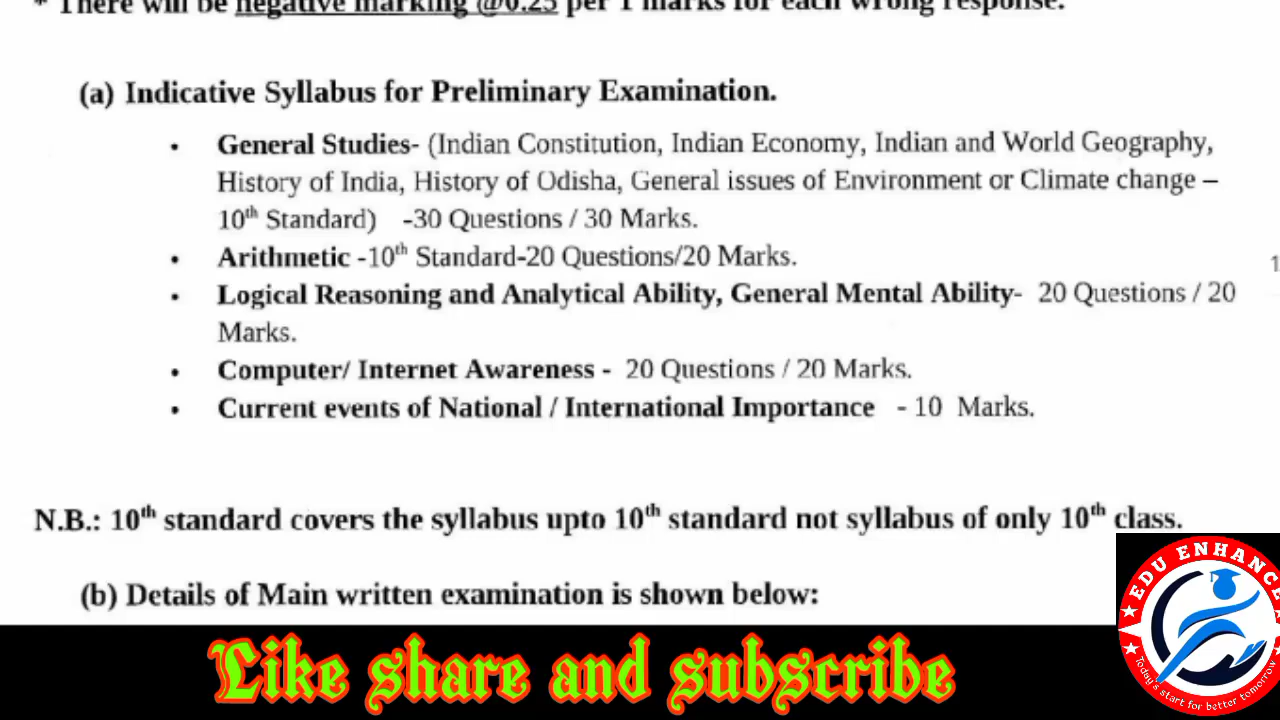 * There will be negative marking @0.25 per 1 marks for each wrong response.
(a) Indicative Syllabus for Preliminary Examination.
• General Studies- (Indian Constitution, Indian Economy, Indian and World Geography,
History of India, History of Odisha, General issues of Environment or Climate change –
10th Standard) -30 Questions / 30 Marks.
• Arithmetic -10th Standard-20 Questions/20 Marks.
1
• Logical Reasoning and Analytical Ability, General Mental Ability- 20 Questions / 20
Marks.
• Computer/ Internet Awareness - 20 Questions / 20 Marks.
• Current events of National / International Importance - 10 Marks.
N.B.: 10th standard covers the syllabus upto 10th standard not syllabus of only 10th class.
(b) Details of Main written examination is shown below:
EDU ENHANCE
Today's start for better tomorrow
Like share and subscribe